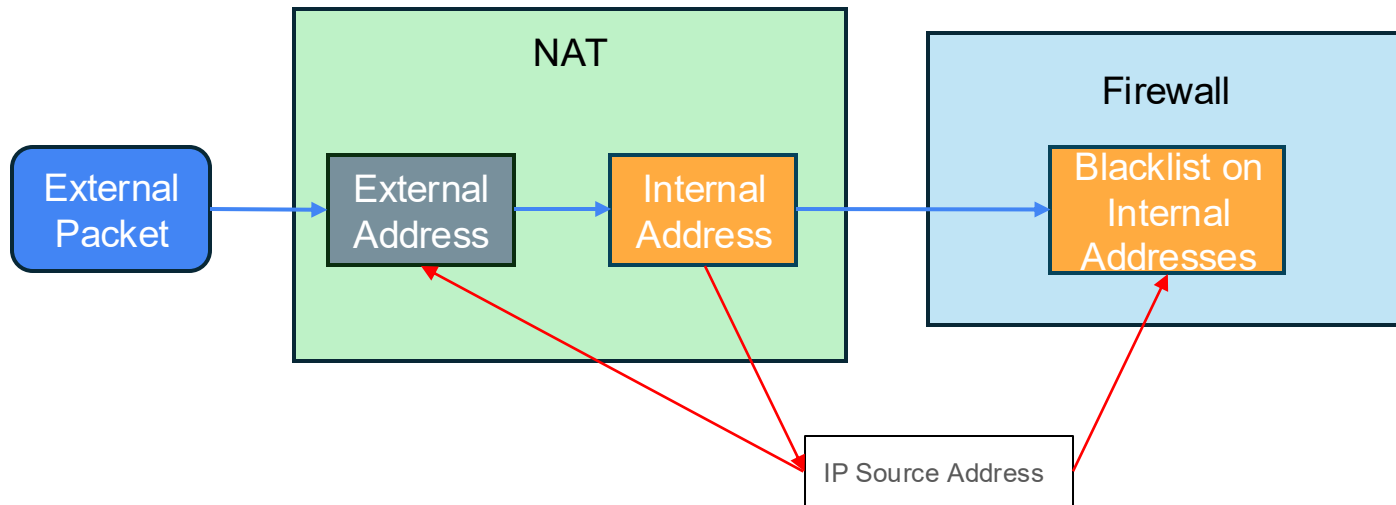 NAT
Firewall
External
Packet
External
Address
Internal
Address
Blacklist on
Internal
Addresses
IP Source Address